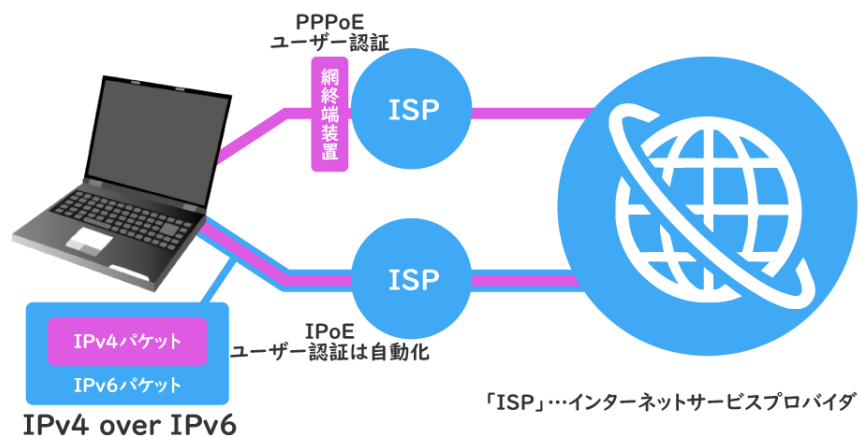 PPPoE
ユーザー認証
網終端装置
ISP
ISP
IPoE
ユーザー認証は自動化
IPv4パケット
IPv6パケット
IPv4 over IPv6
「ISP」…インターネットサービスプロバイダ